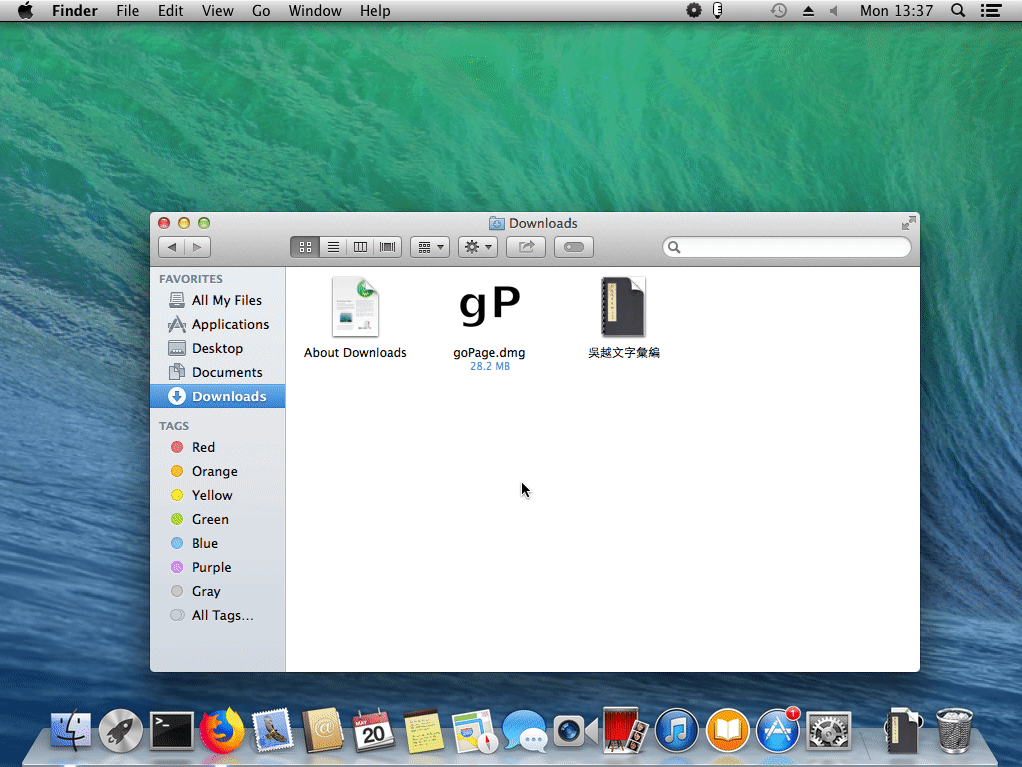 Finder File Edit View Go Window Help Mon 13:37
Downloads
FAVORITES
All My Files
Applications
Desktop
Documents
Downloads
TAGS
Red
Orange
Yellow
Green
Blue
Purple
Gray
All Tags...
gP
About Downloads
goPage.dmg
28.2 MB
吳越文字彙編
MAY
20
1